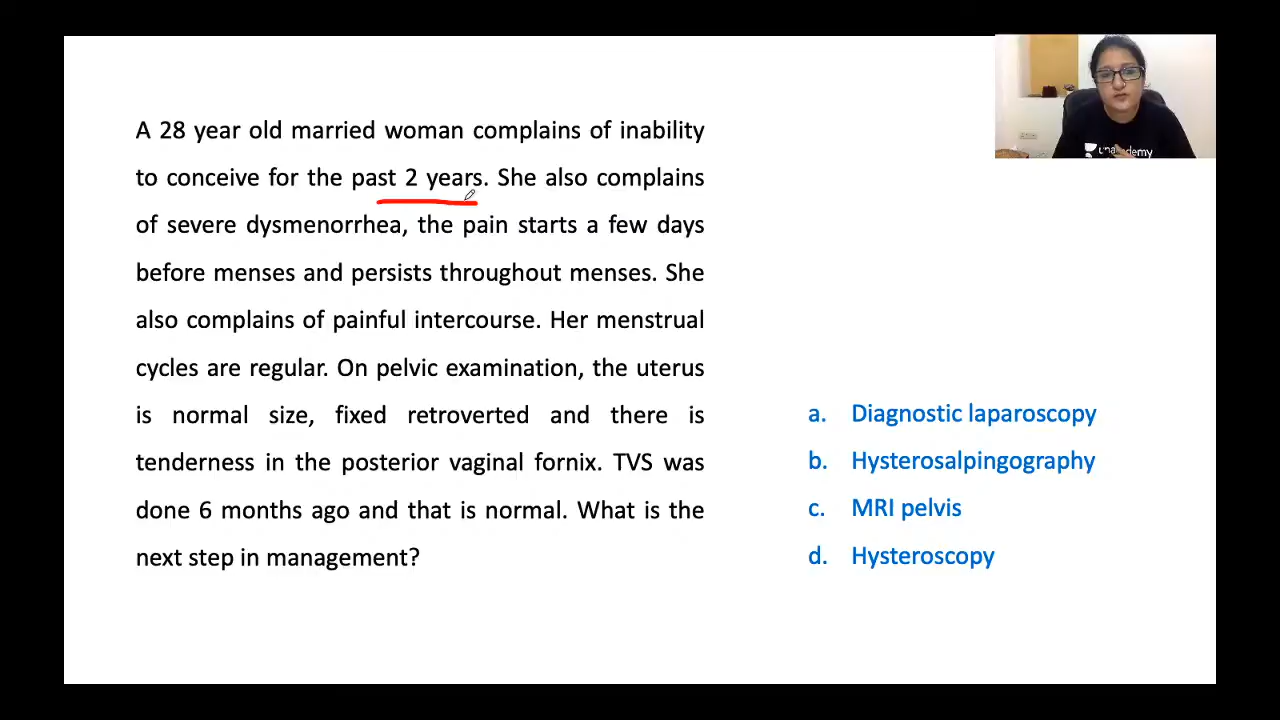 A 28 year old married woman complains of inability
to conceive for the past 2 years. She also complains
of severe dysmenorrhea, the pain starts a few days
before menses and persists throughout menses. She
also complains of painful intercourse. Her menstrual
cycles are regular. On pelvic examination, the uterus
is normal size, fixed retroverted and there is
tenderness in the posterior vaginal fornix. TVS was
done 6 months ago and that is normal. What is the
next step in management?
a. Diagnostic laparoscopy
b. Hysterosalpingography
c. MRI pelvis
d. Hysteroscopy